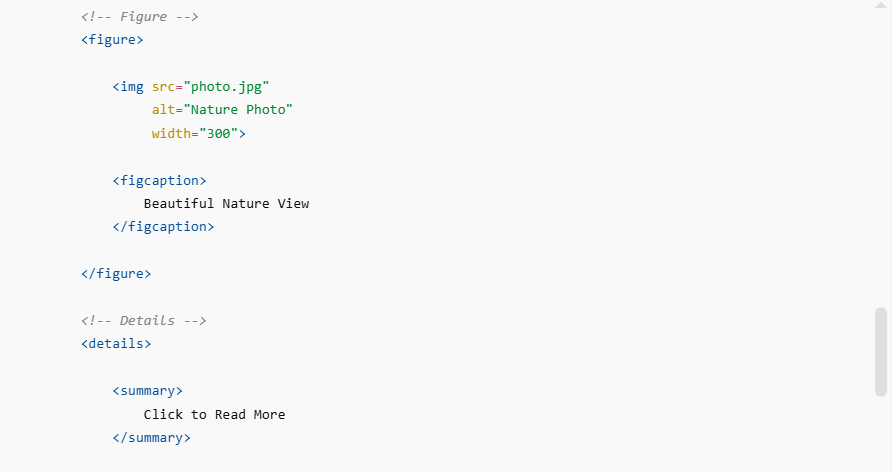 <!-- Figure -->
<figure>
<img src="photo.jpg"
alt="Nature Photo"
width="300">
<figcaption>
Beautiful Nature View
</figcaption>
</figure>
<!-- Details -->
<details>
<summary>
Click to Read More
</summary>